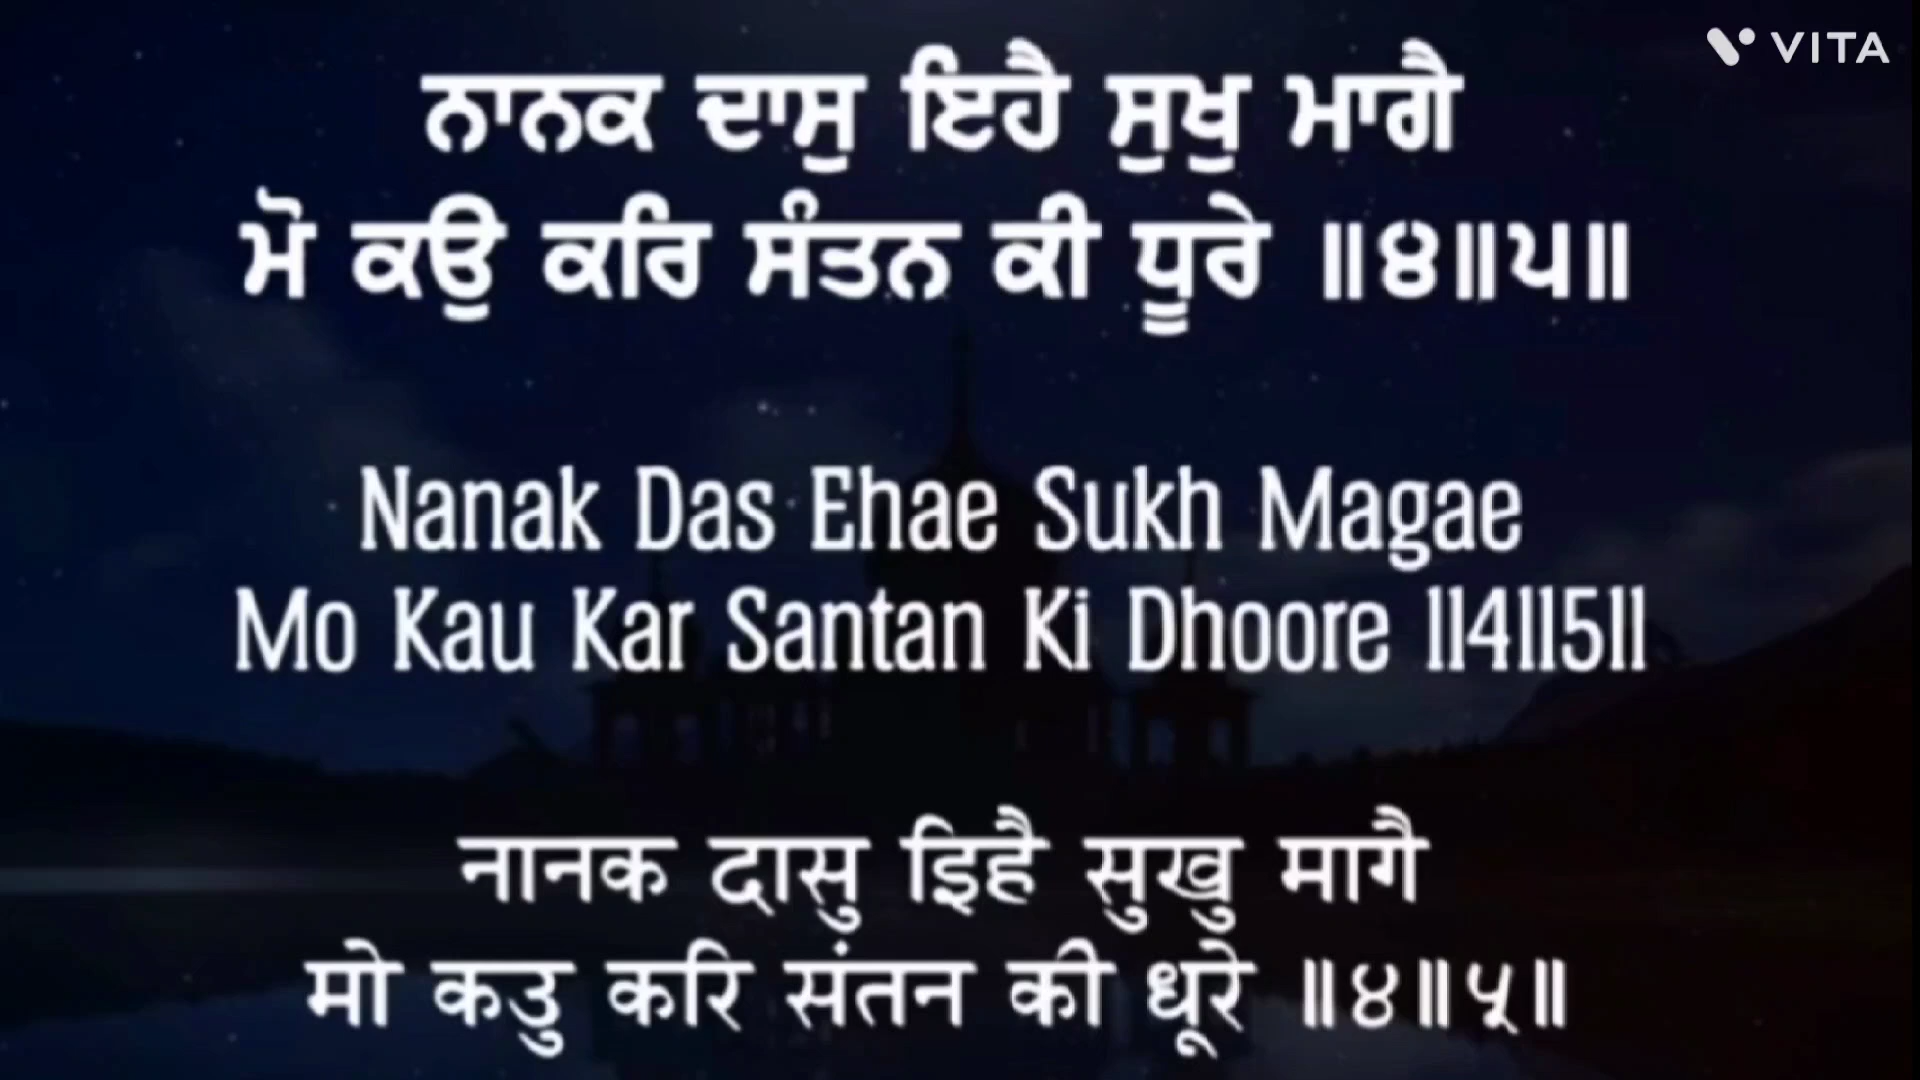 VITA
ਨਾਨਕ ਦਾਸੁ ਇਹੈ ਸੁਖੁ ਮਾਗੈ
ਮੋ ਕਉ ਕਰਿ ਸੰਤਨ ਕੀ ਧੂਰੇ ॥੪॥੫॥
Nanak Das Ehae Sukh Magae
Mo Kau Kar Santan Ki Dhoore ||4||5||
नानक दासु इिहै सुखु मागै
मो कउु करि संतन की धूरे ॥४॥५॥